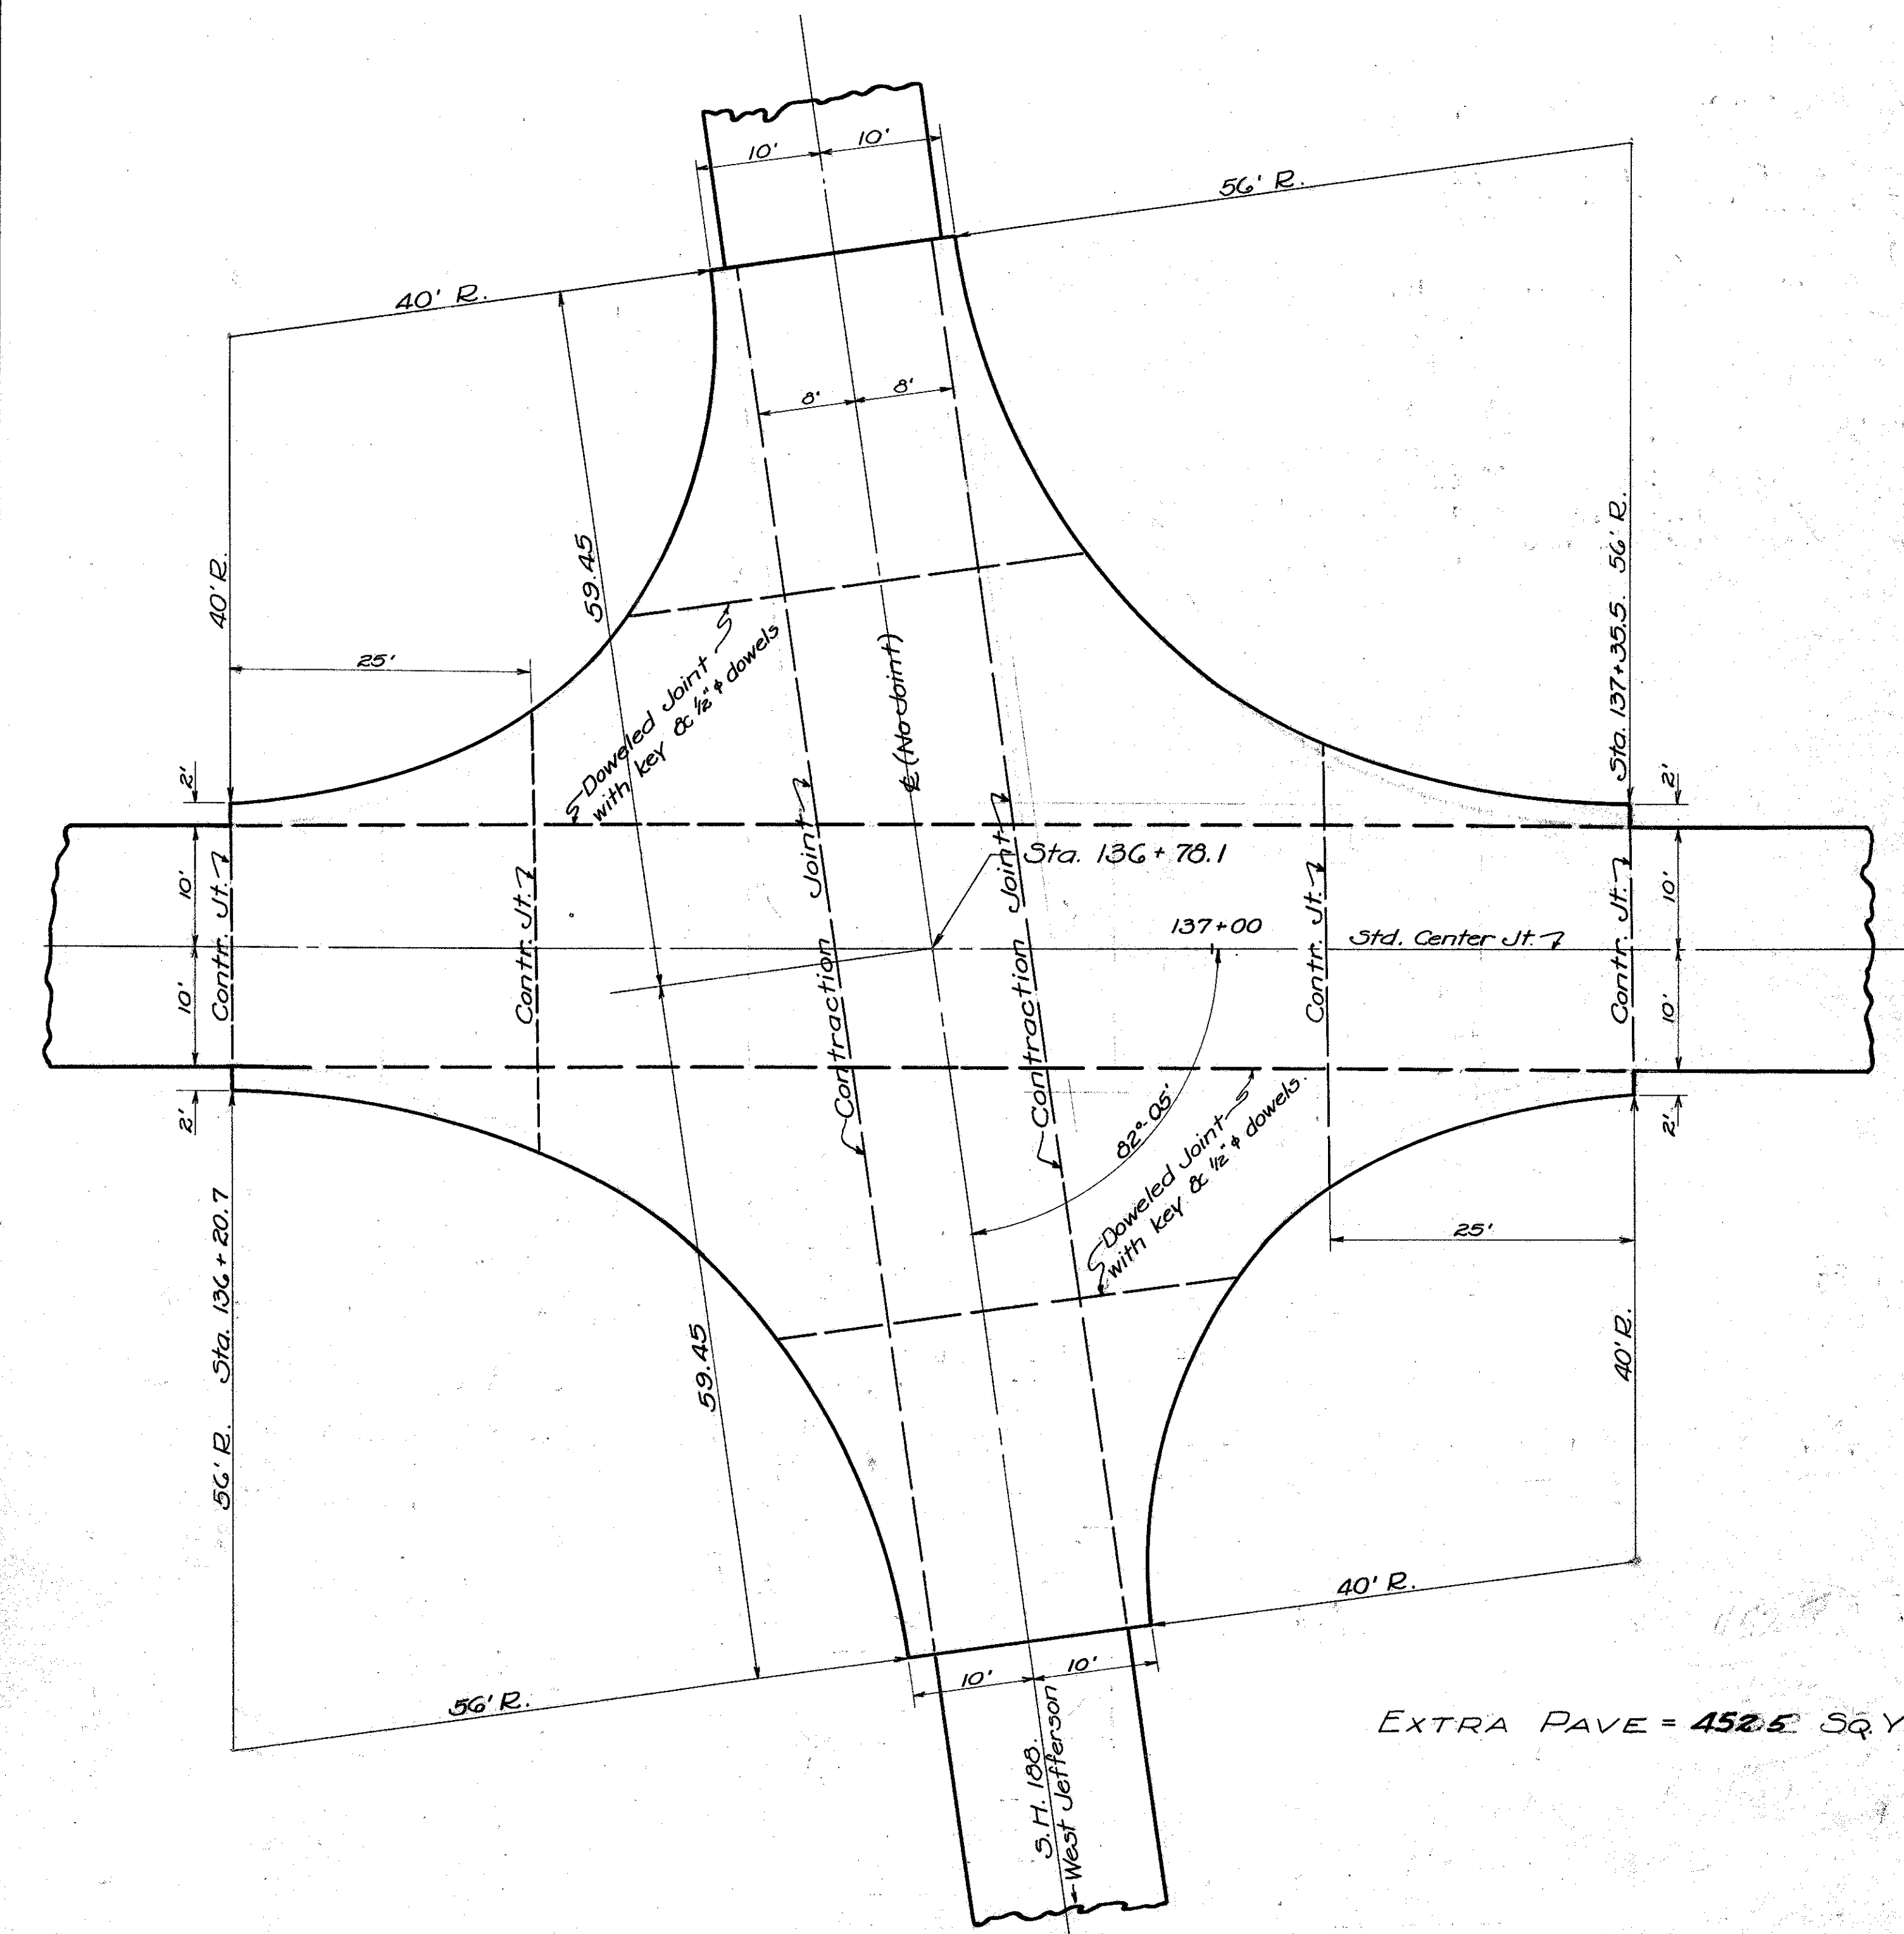 10' 10'
56' R.
40' R.
8' 8'
40' R.
59.45
Sta. 137+35.5. 56' R.
25'
Doweled Joint
with key & ½" φ dowels
℄ (No Joint)
2'
2'
10'
Contr. Jt.
Contr. Jt.
Contraction Joint
Contraction Joint
Sta. 136+78.1
137+00
Std. Center Jt.
Contr. Jt.
Contr. Jt.
10'
10'
10'
2'
2'
82°-05'
Doweled Joint
with key & ½" φ dowels.
25'
56' R. Sta. 136+20.7
59.45
40' R.
40' R.
56' R.
10' 10'
S.H. 188.
West Jefferson
EXTRA PAVE = 452.5 SQ.Y